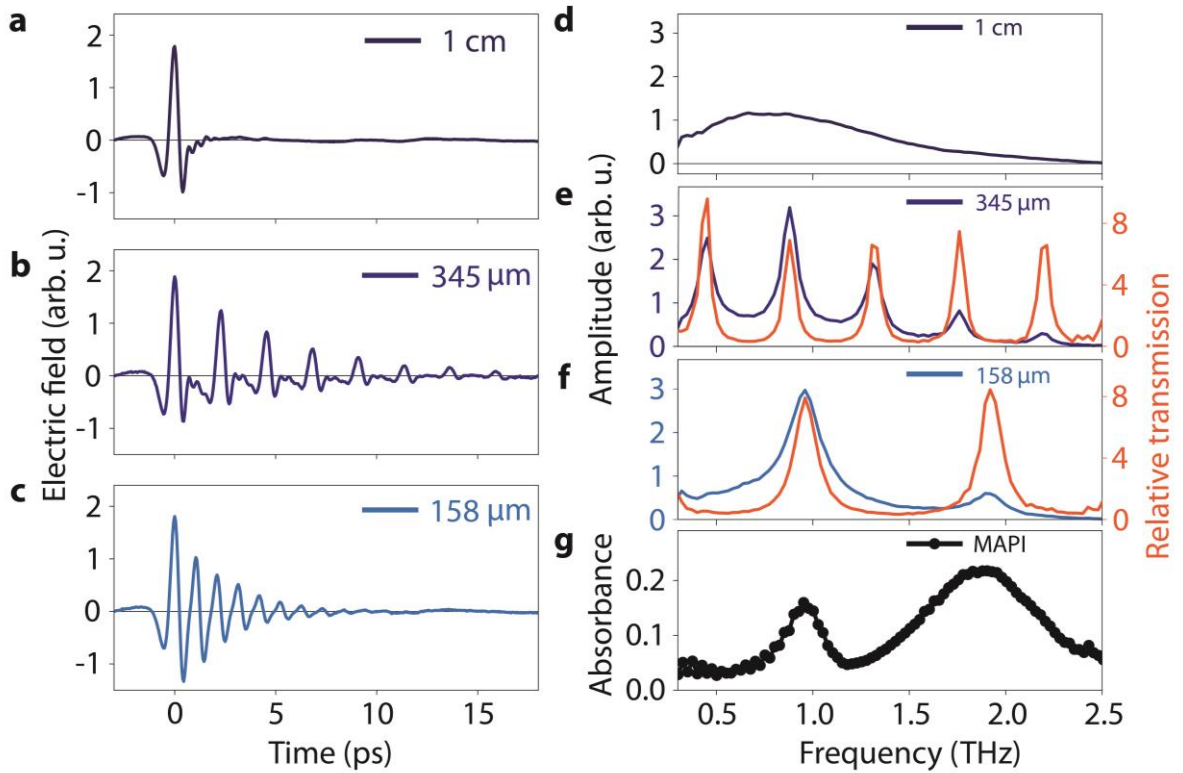 a
2
1
0
-1
1 cm
b
2
1
0
-1
345 μm
c
2
1
0
-1
158 μm
0 5 10 15
Time (ps)
Electric field (arb. u.)
d
3
2
1
0
1 cm
e
3
2
1
0
345 μm
8
4
0
f
3
2
1
0
158 μm
8
4
0
Amplitude (arb. u.)
Relative transmission
g
0.2
0.1
0.0
MAPI
Absorbance
0.5 1.0 1.5 2.0 2.5
Frequency (THz)